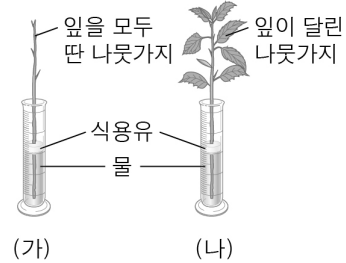 잎을 모두
딴 나뭇가지
잎이 달린
나뭇가지
식용유
물
(가)
(나)